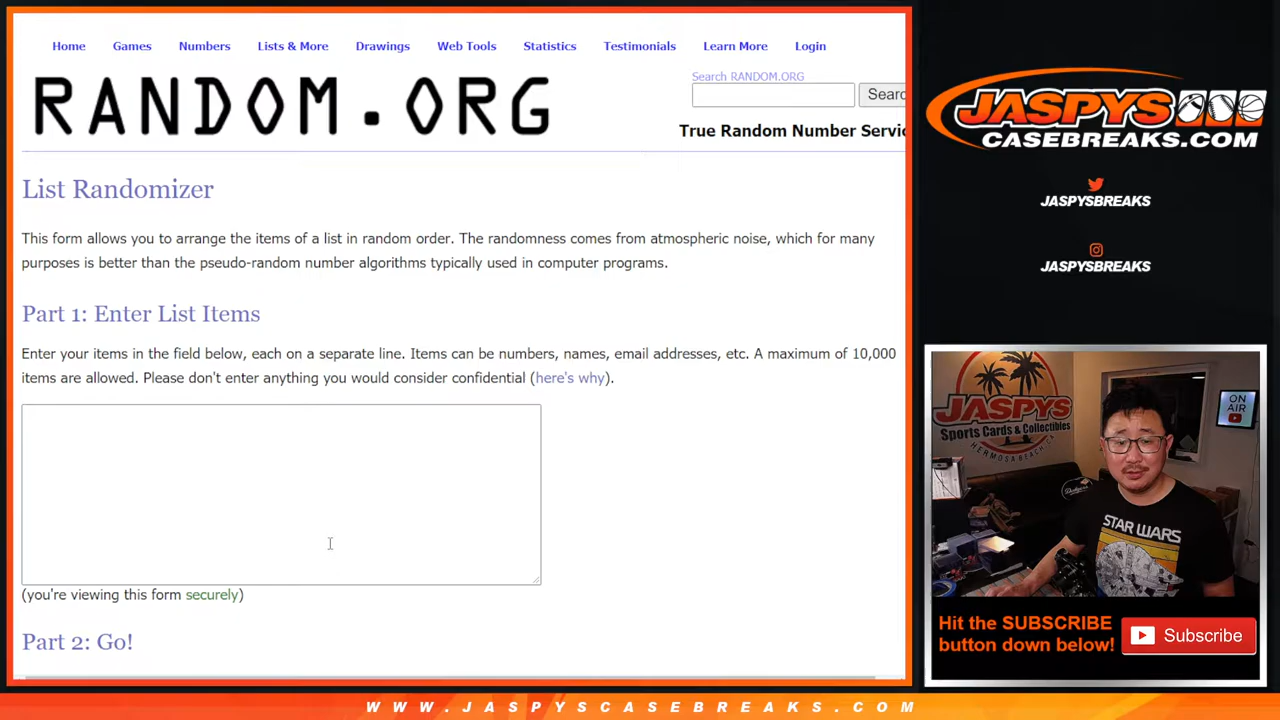 Home Games Numbers Lists & More Drawings Web Tools Statistics Testimonials Learn More Login
RANDOM.ORG
Search RANDOM.ORG
Searc
True Random Number Servic
List Randomizer
This form allows you to arrange the items of a list in random order. The randomness comes from atmospheric noise, which for many
purposes is better than the pseudo-random number algorithms typically used in computer programs.
Part 1: Enter List Items
Enter your items in the field below, each on a separate line. Items can be numbers, names, email addresses, etc. A maximum of 10,000
items are allowed. Please don't enter anything you would consider confidential (here's why).
(you're viewing this form securely)
Part 2: Go!
JASPYS
CASEBREAKS.COM
JASPYSBREAKS
JASPYSBREAKS
JASPYS
Sports Cards & Collectibles
HERMOSA BEACH, CA
ON
AIR
Dodgers
STAR WARS
Hit the SUBSCRIBE
button down below!
Subscribe
WWW.JASPYSCASEBREAKS.COM